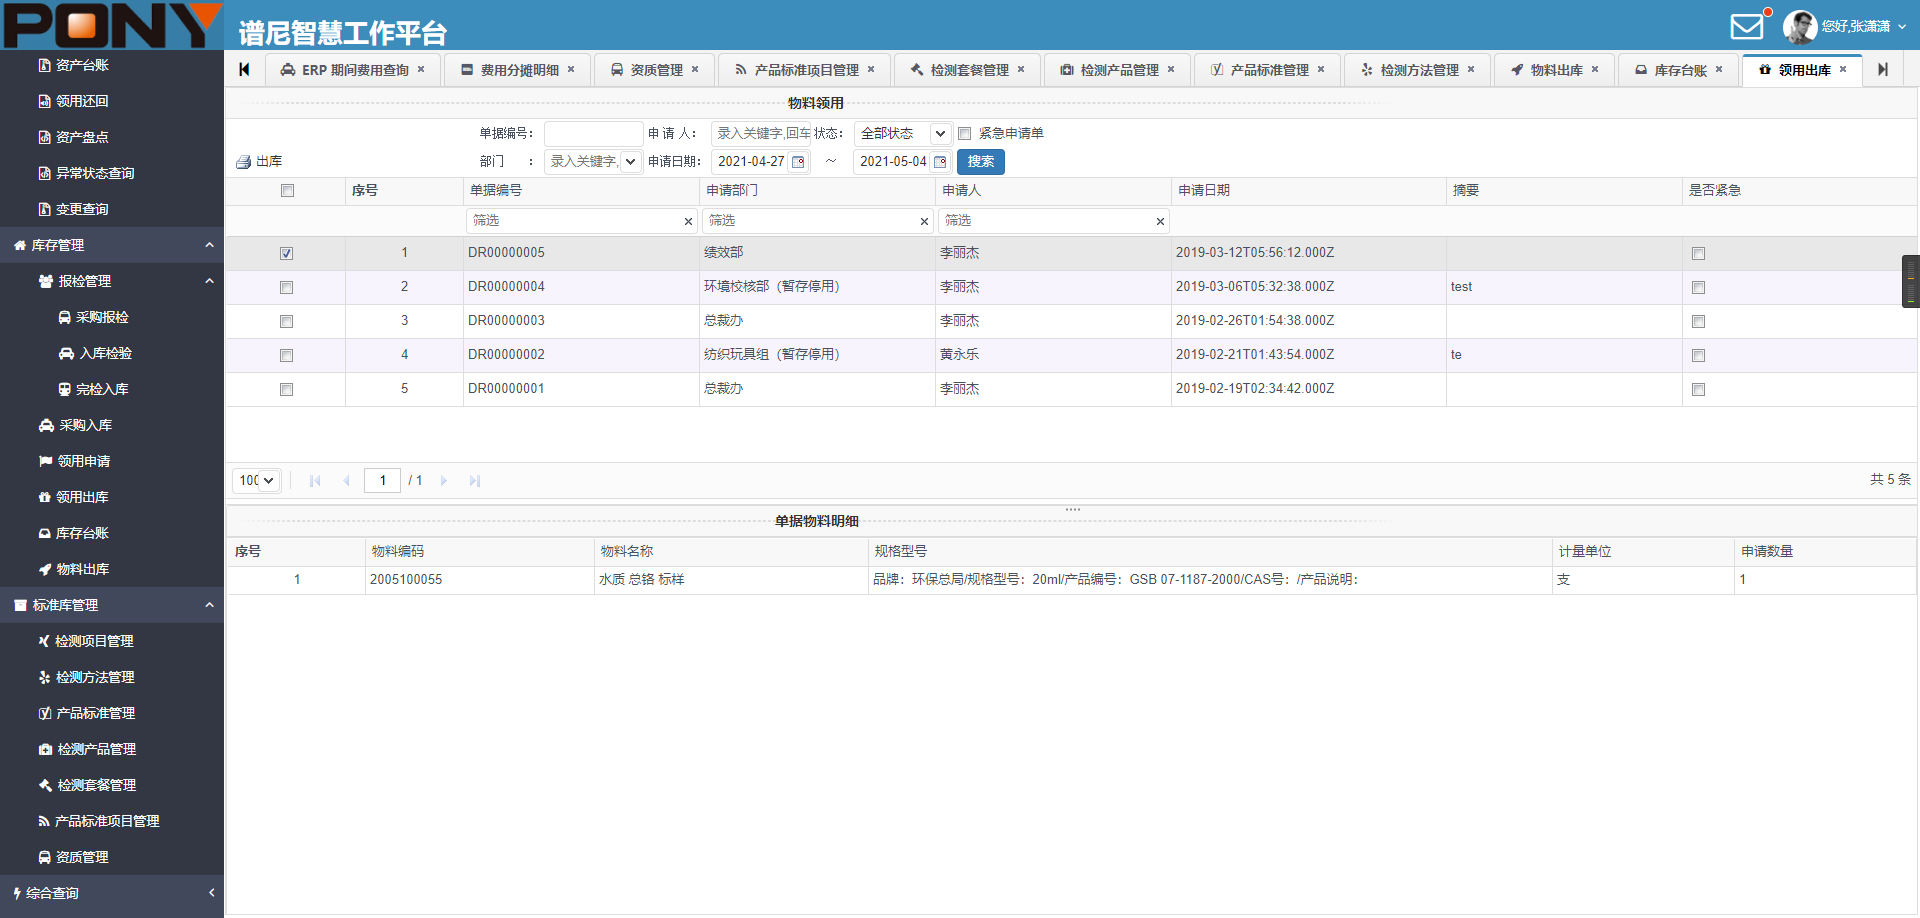 PONY 谱尼智慧工作平台
您好,张潇潇
ERP 期间费用查询 费用分摊明细 资质管理 产品标准项目管理 检测套餐管理 检测产品管理 产品标准管理 检测方法管理 物料出库 库存台账 领用出库
资产台账
领用还回
资产盘点
异常状态查询
变更查询
库存管理
报检管理
采购报检
入库检验
完检入库
采购入库
领用申请
领用出库
库存台账
物料出库
标准库管理
检测项目管理
检测方法管理
产品标准管理
检测产品管理
检测套餐管理
产品标准项目管理
资质管理
综合查询
物料领用
单据编号: 申 请 人: 录入关键字,回车 状态: 全部状态 紧急申请单
出库 部门 : 录入关键字, 申请日期: 2021-04-27 ~ 2021-05-04 搜索
序号 单据编号 申请部门 申请人 申请日期 摘要 是否紧急
筛选 筛选 筛选
1 DR00000005 绩效部 李丽杰 2019-03-12T05:56:12.000Z
2 DR00000004 环境校核部（暂存停用） 李丽杰 2019-03-06T05:32:38.000Z test
3 DR00000003 总裁办 李丽杰 2019-02-26T01:54:38.000Z
4 DR00000002 纺织玩具组（暂存停用） 黄永乐 2019-02-21T01:43:54.000Z te
5 DR00000001 总裁办 李丽杰 2019-02-19T02:34:42.000Z
100 1 / 1 共 5 条
单据物料明细
序号 物料编码 物料名称 规格型号 计量单位 申请数量
1 2005100055 水质 总铬 标样 品牌：环保总局/规格型号：20ml/产品编号：GSB 07-1187-2000/CAS号：/产品说明： 支 1